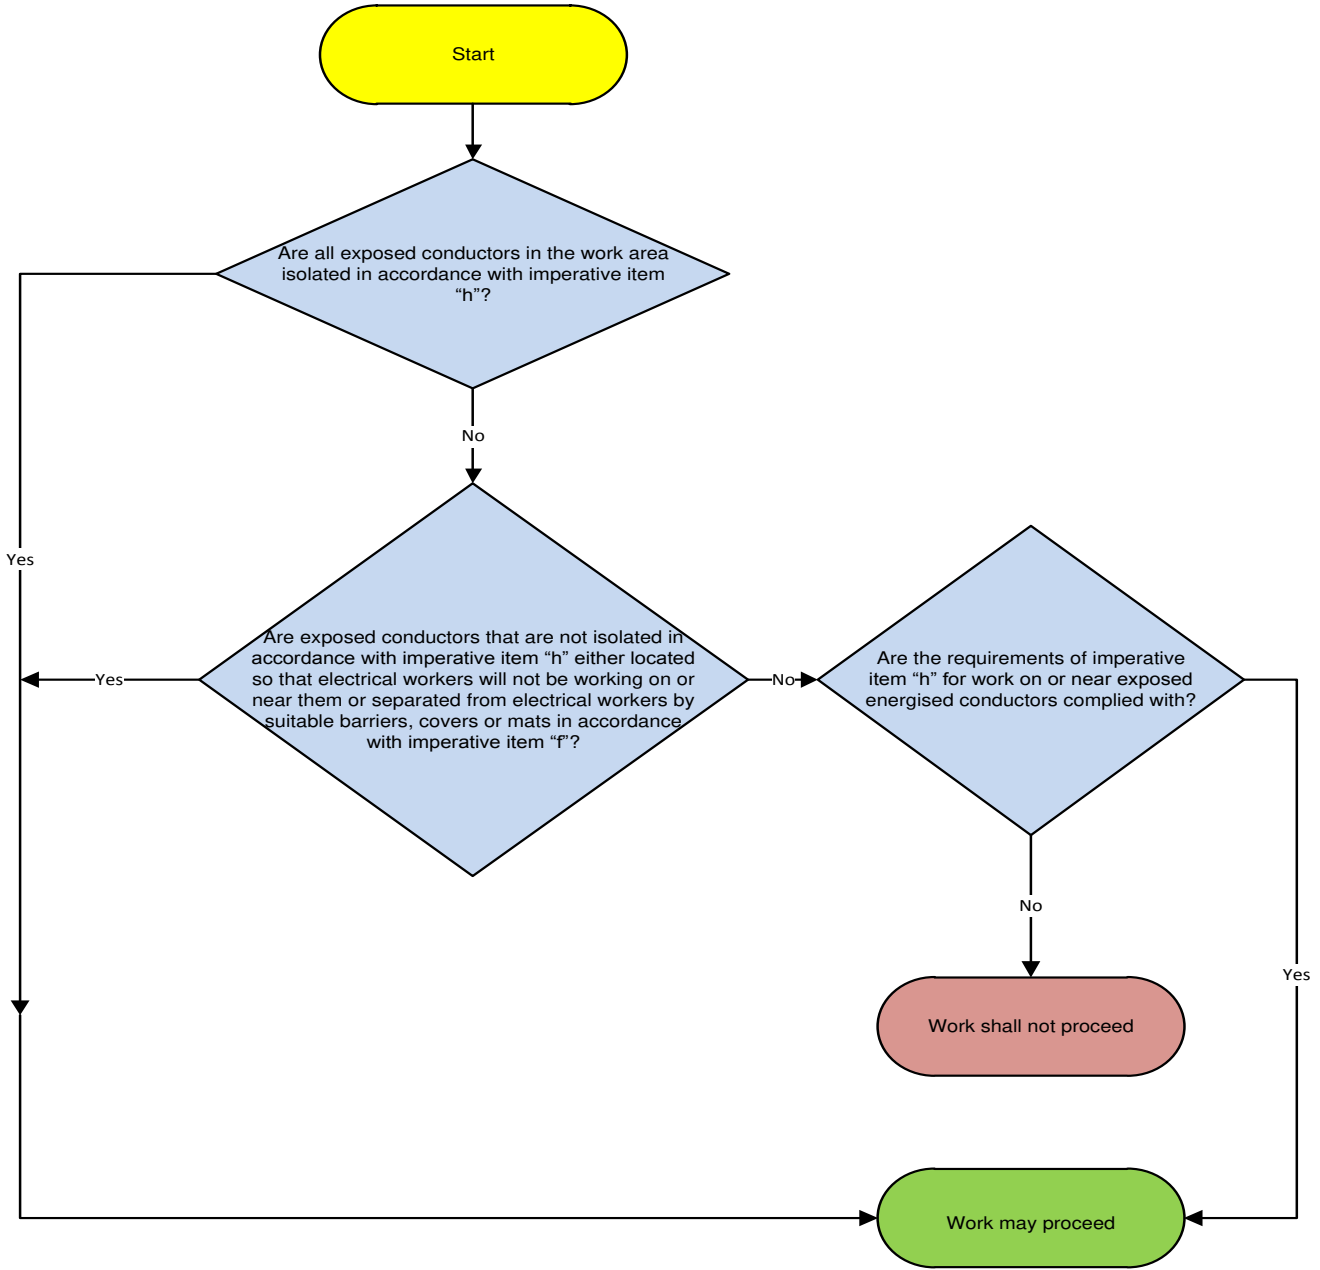 Start
Are all exposed conductors in the work area
isolated in accordance with imperative item
“h”?
No
Yes
Are exposed conductors that are not isolated in
accordance with imperative item “h” either located
so that electrical workers will not be working on or
near them or separated from electrical workers by
suitable barriers, covers or mats in accordance
with imperative item “f”?
Yes
No
Are the requirements of imperative
item “h” for work on or near exposed
energised conductors complied with?
No
Yes
Work shall not proceed
Work may proceed